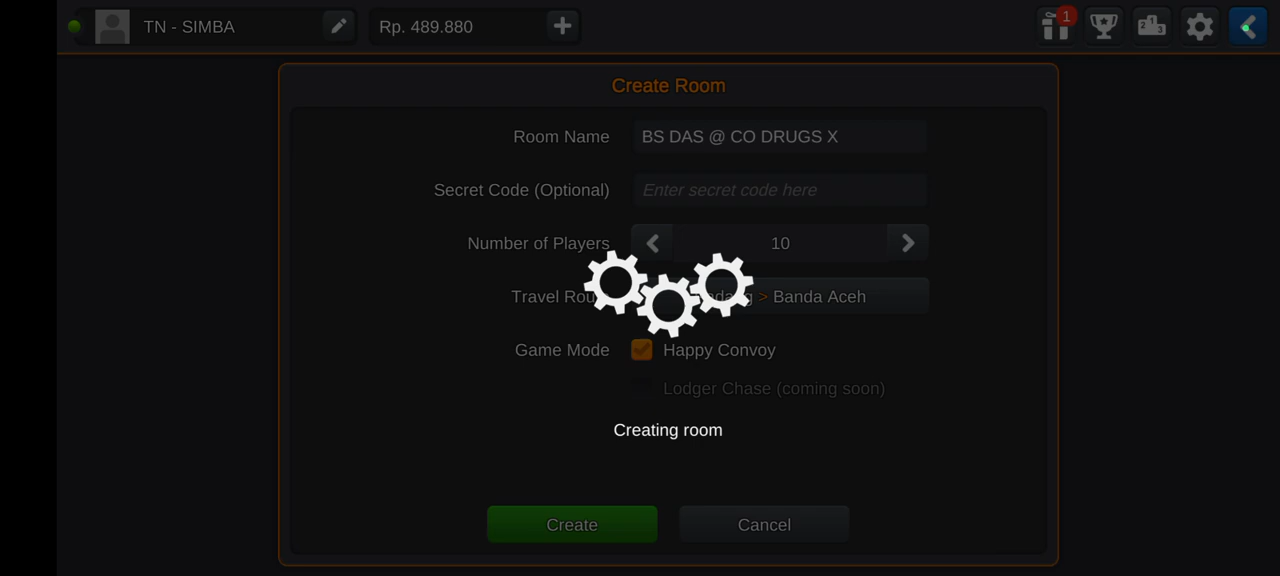 TN - SIMBA
Rp. 489.880
1
Create Room
Room Name
BS DAS @ CO DRUGS X
Secret Code (Optional)
Enter secret code here
Number of Players
10
Travel
> Banda Aceh
Game Mode
Happy Convoy
Lodger Chase (coming soon)
Creating room
Create
Cancel